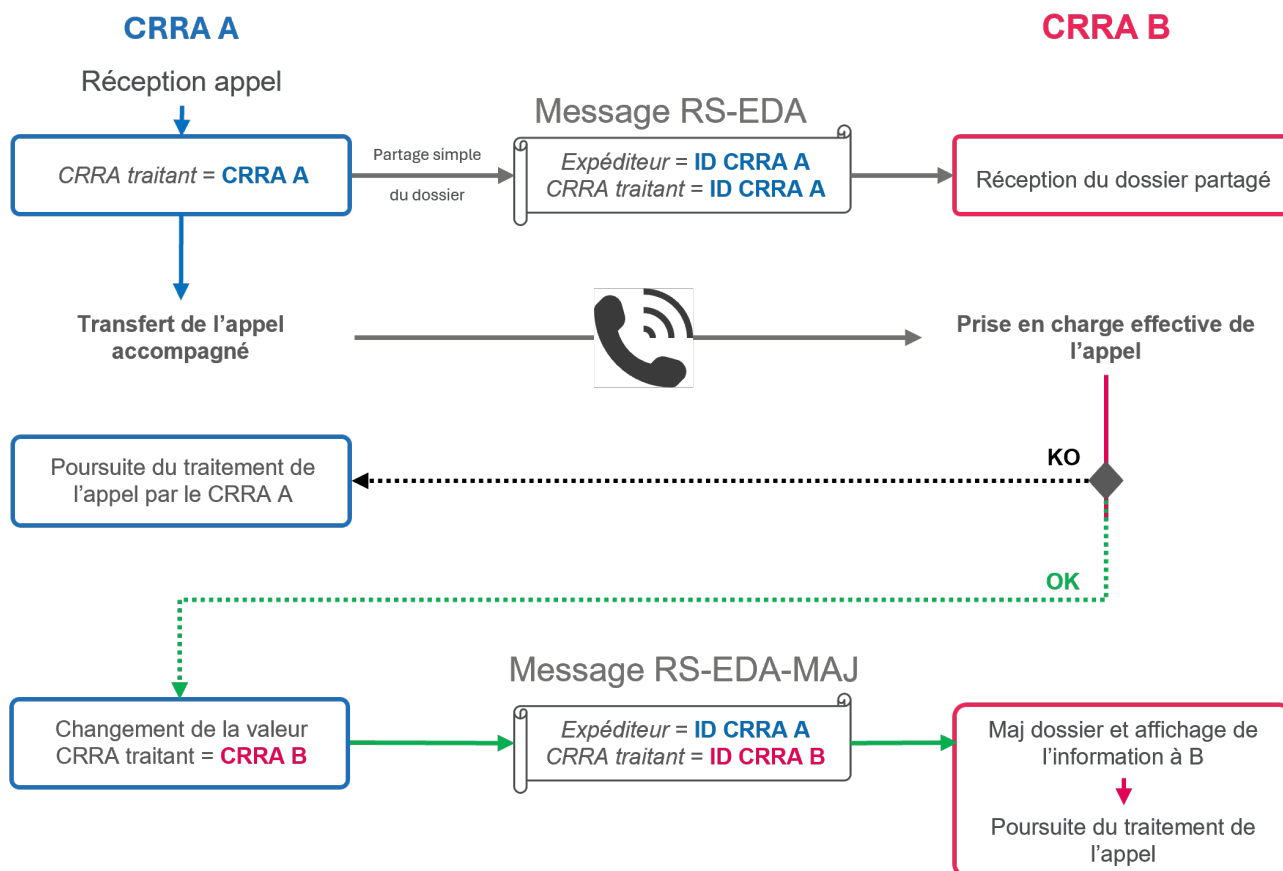 CRRA A
CRRA B
Réception appel
Message RS-EDA
CRRA traitant = CRRA A
Partage simple
du dossier
Expéditeur = ID CRRA A
CRRA traitant = ID CRRA A
Réception du dossier partagé
Transfert de l’appel
accompagné
Prise en charge effective de
l’appel
KO
Poursuite du traitement de
l’appel par le CRRA A
OK
Message RS-EDA-MAJ
Changement de la valeur
CRRA traitant = CRRA B
Expéditeur = ID CRRA A
CRRA traitant = ID CRRA B
Maj dossier et affichage de
l’information à B
Poursuite du traitement de
l’appel